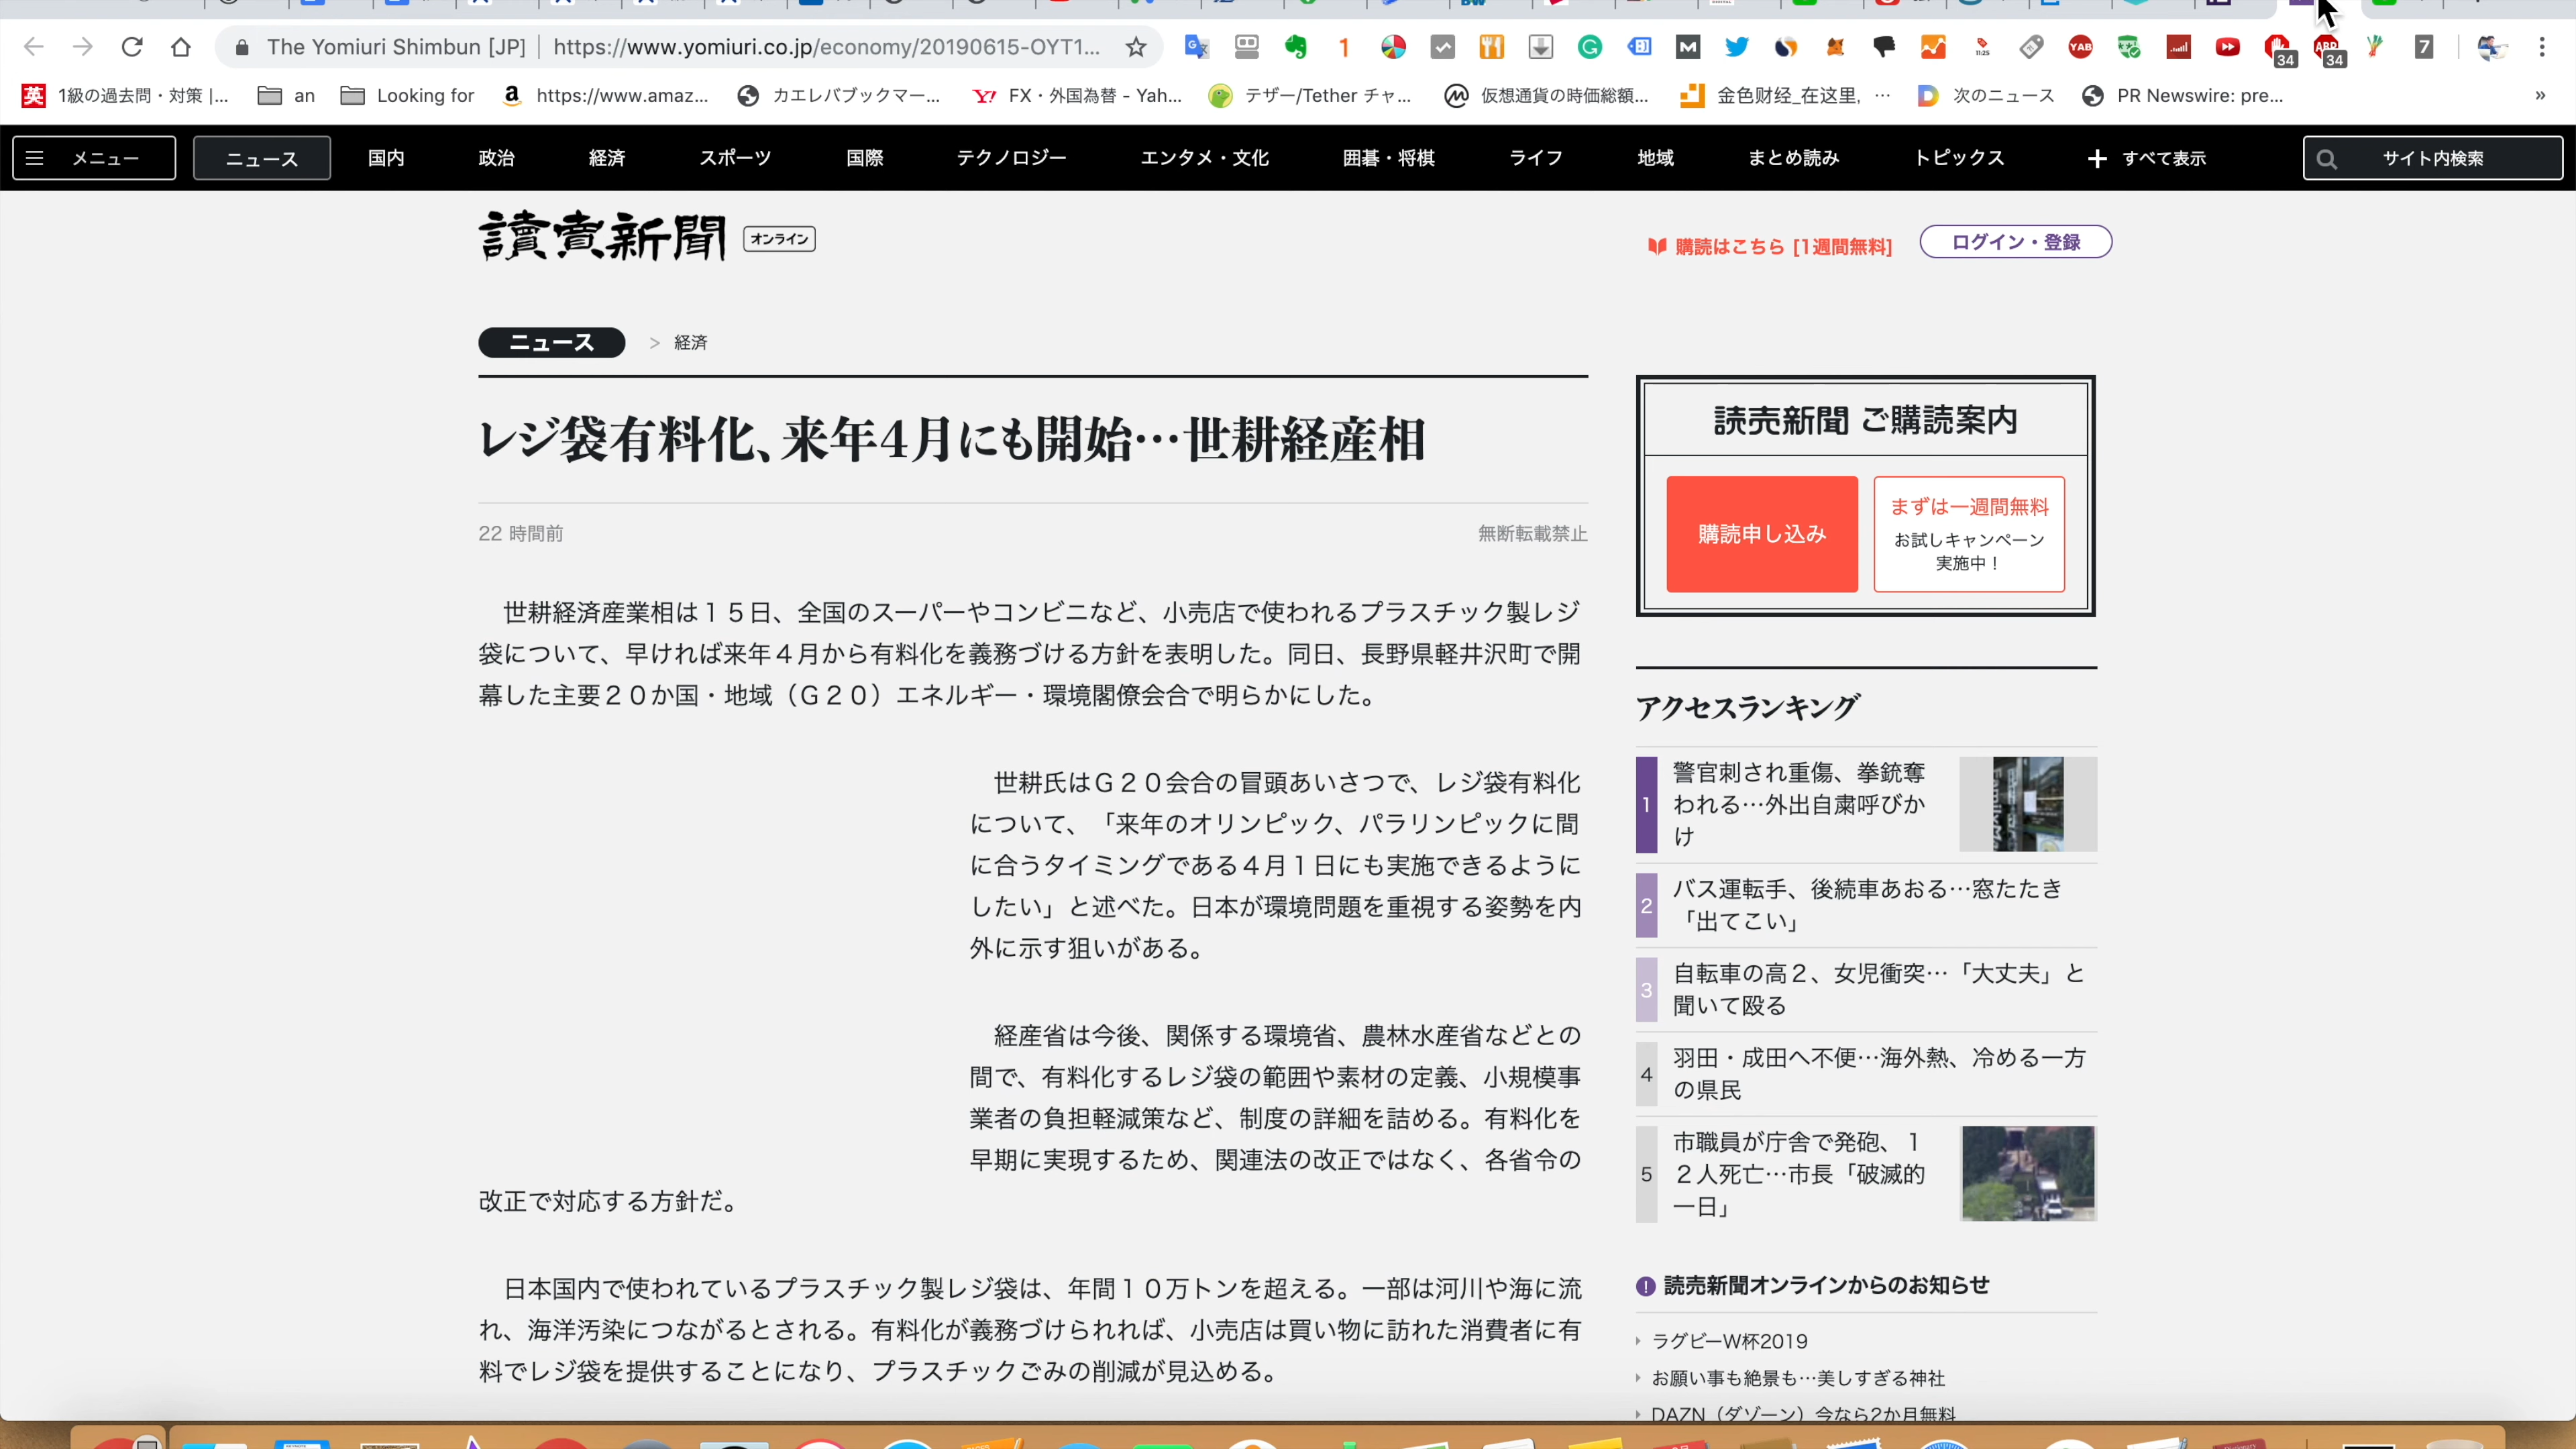 The Yomiuri Shimbun [JP] | https://www.yomiuri.co.jp/economy/20190615-OYT1...
34
34
1級の過去問・対策 |...
an
Looking for
https://www.amaz...
カエレバブックマー...
FX・外国為替 - Yah...
テザー/Tether チャ...
仮想通貨の時価総額...
金色财经_在这里, ...
次のニュース
PR Newswire: pre...
»
メニュー
ニュース
国内
政治
経済
スポーツ
国際
テクノロジー
エンタメ・文化
囲碁・将棋
ライフ
地域
まとめ読み
トピックス
すべて表示
サイト内検索
讀賣新聞 オンライン
購読はこちら [1週間無料]
ログイン・登録
ニュース > 経済
レジ袋有料化、来年4月にも開始…世耕経産相
22 時間前
無断転載禁止
世耕経済産業相は１５日、全国のスーパーやコンビニなど、小売店で使われるプラスチック製レジ
袋について、早ければ来年４月から有料化を義務づける方針を表明した。同日、長野県軽井沢町で開
幕した主要２０か国・地域（Ｇ２０）エネルギー・環境閣僚会合で明らかにした。
世耕氏はＧ２０会合の冒頭あいさつで、レジ袋有料化
について、「来年のオリンピック、パラリンピックに間
に合うタイミングである４月１日にも実施できるように
したい」と述べた。日本が環境問題を重視する姿勢を内
外に示す狙いがある。
経産省は今後、関係する環境省、農林水産省などとの
間で、有料化するレジ袋の範囲や素材の定義、小規模事
業者の負担軽減策など、制度の詳細を詰める。有料化を
早期に実現するため、関連法の改正ではなく、各省令の
改正で対応する方針だ。
日本国内で使われているプラスチック製レジ袋は、年間１０万トンを超える。一部は河川や海に流
れ、海洋汚染につながるとされる。有料化が義務づけられれば、小売店は買い物に訪れた消費者に有
料でレジ袋を提供することになり、プラスチックごみの削減が見込める。
読売新聞 ご購読案内
購読申し込み
まずは一週間無料
お試しキャンペーン
実施中！
アクセスランキング
1
警官刺され重傷、拳銃奪
われる…外出自粛呼びか
け
2
バス運転手、後続車あおる…窓たたき
「出てこい」
3
自転車の高２、女児衝突…「大丈夫」と
聞いて殴る
4
羽田・成田へ不便…海外熱、冷める一方
の県民
5
市職員が庁舎で発砲、１
２人死亡…市長「破滅的
一日」
読売新聞オンラインからのお知らせ
ラグビーW杯2019
お願い事も絶景も…美しすぎる神社
DAZN（ダゾーン）今なら2か月無料